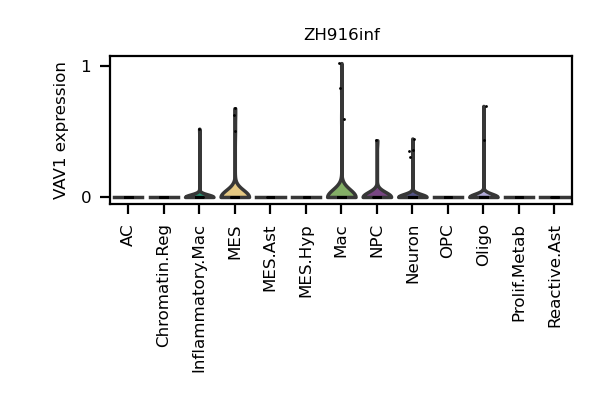 ZH916inf
VAV1 expression
1
0
AC
Chromatin.Reg
Inflammatory.Mac
MES
MES.Ast
MES.Hyp
Mac
NPC
Neuron
OPC
Oligo
Prolif.Metab
Reactive.Ast